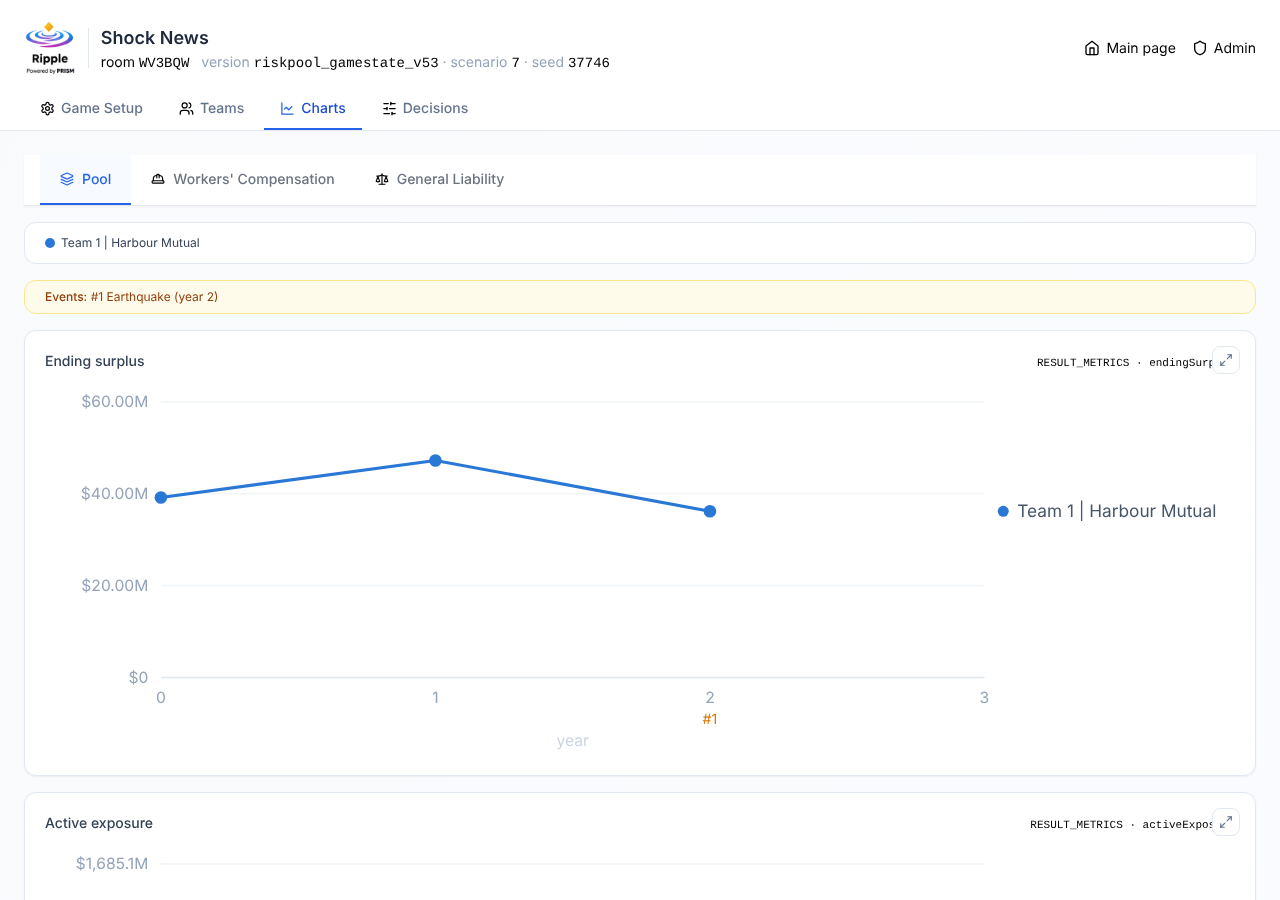 Shock News
room WV3BQW version riskpool_gamestate_v53 · scenario 7 · seed 37746
Ripple
Powered by PRISM
Main page
Admin
Game Setup
Teams
Charts
Decisions
Pool
Workers' Compensation
General Liability
Team 1 | Harbour Mutual
Events: #1 Earthquake (year 2)
Ending surplus
RESULT_METRICS · endingSurp
$60.00M
$40.00M
$20.00M
$0
0
1
2
3
#1
year
Team 1 | Harbour Mutual
Active exposure
RESULT_METRICS · activeExpos
$1,685.1M